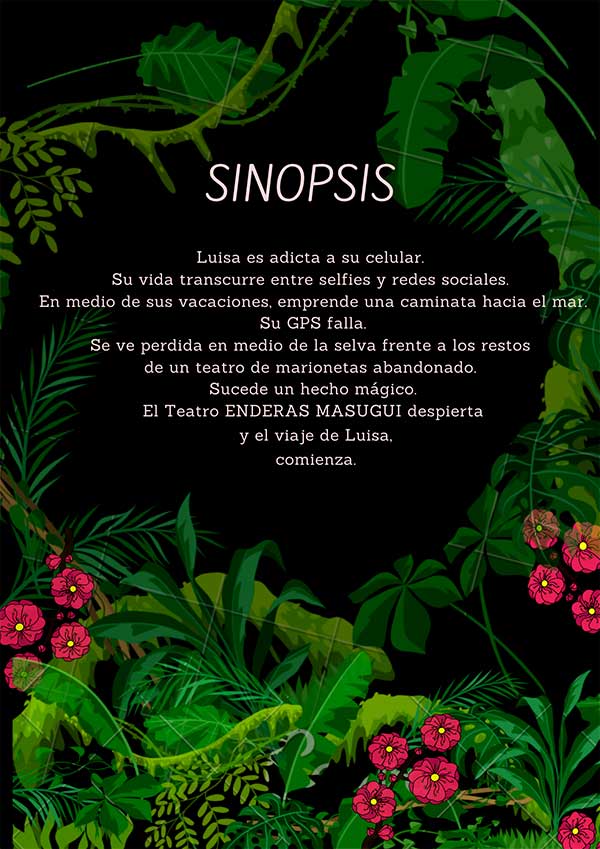 SINOPSIS
Luisa es adicta a su celular.
Su vida transcurre entre selfies y redes sociales.
En medio de sus vacaciones, emprende una caminata hacia el mar.
Su GPS falla.
Se ve perdida en medio de la selva frente a los restos
de un teatro de marionetas abandonado.
Sucede un hecho mágico.
El Teatro ENDERAS MASUGUI despierta
y el viaje de Luisa,
comienza.